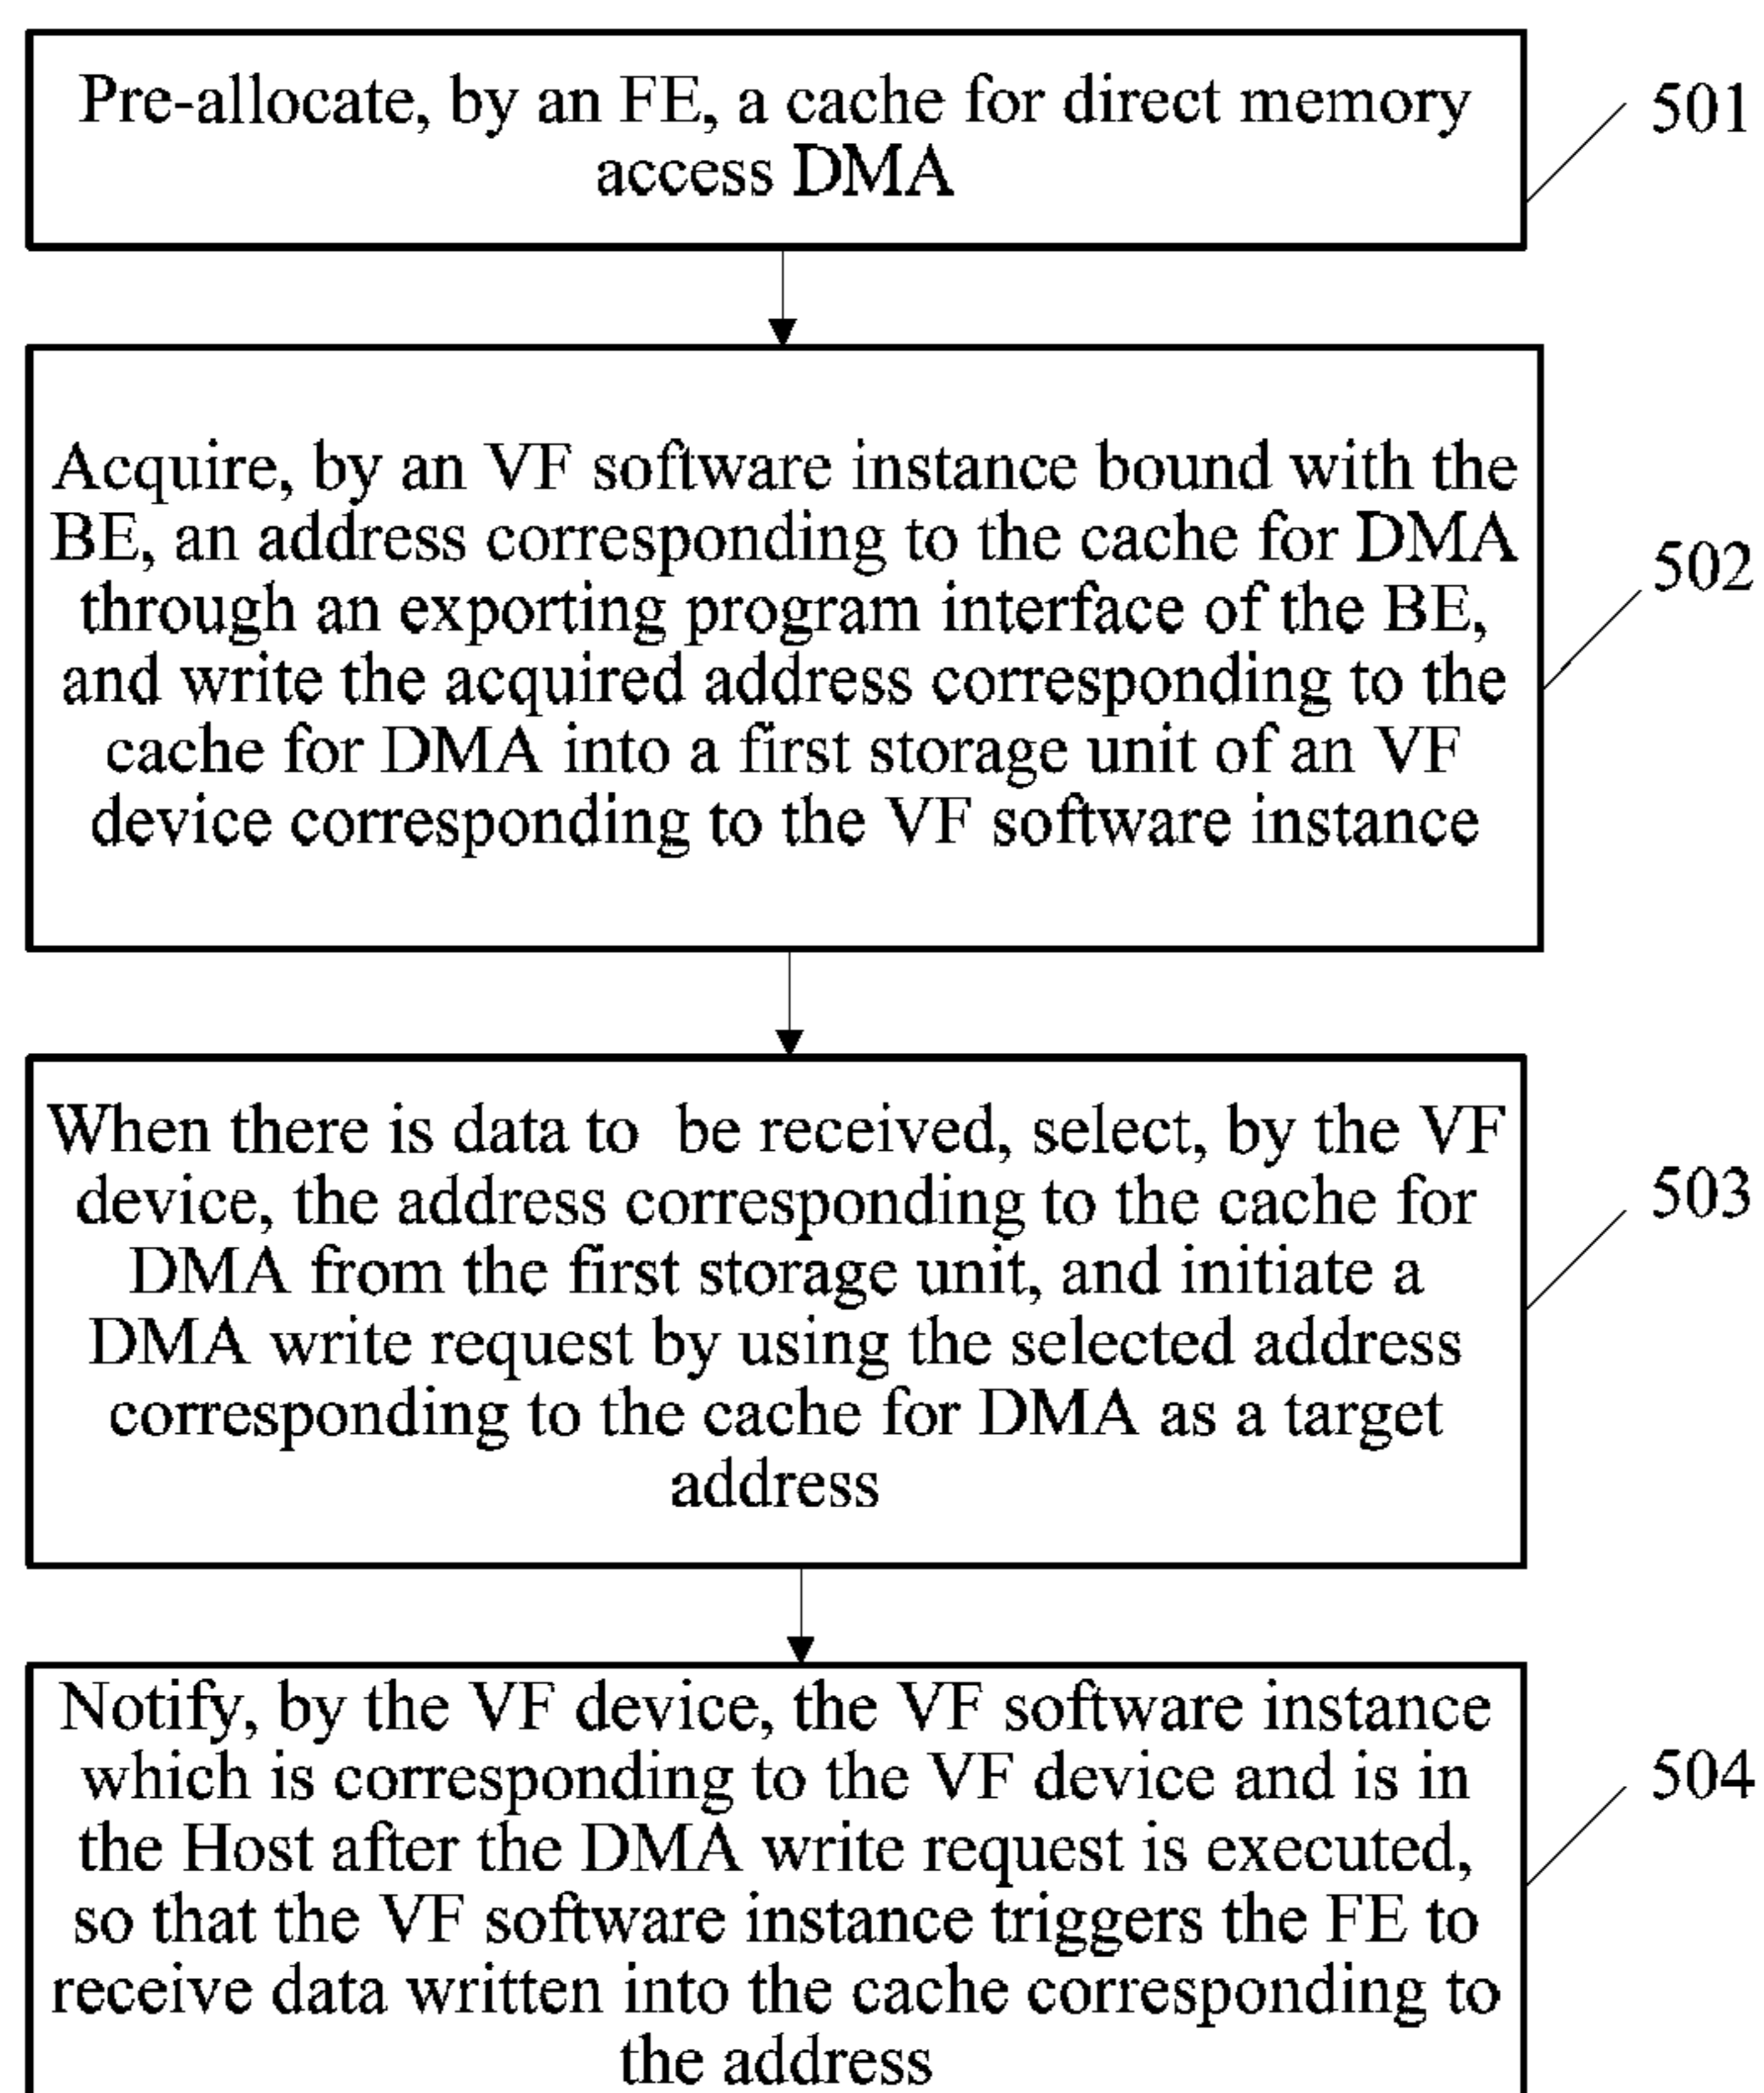 Pre-allocate, by an FE, a cache for direct memory
access DMA
501
Acquire, by an VF software instance bound with the
BE, an address corresponding to the cache for DMA
through an exporting program interface of the BE,
and write the acquired address corresponding to the
cache for DMA into a first storage unit of an VF
device corresponding to the VF software instance
502
When there is data to be received, select, by the VF
device, the address corresponding to the cache for
DMA from the first storage unit, and initiate a
DMA write request by using the selected address
corresponding to the cache for DMA as a target
address
503
Notify, by the VF device, the VF software instance
which is corresponding to the VF device and is in
the Host after the DMA write request is executed,
so that the VF software instance triggers the FE to
receive data written into the cache corresponding to
the address
504